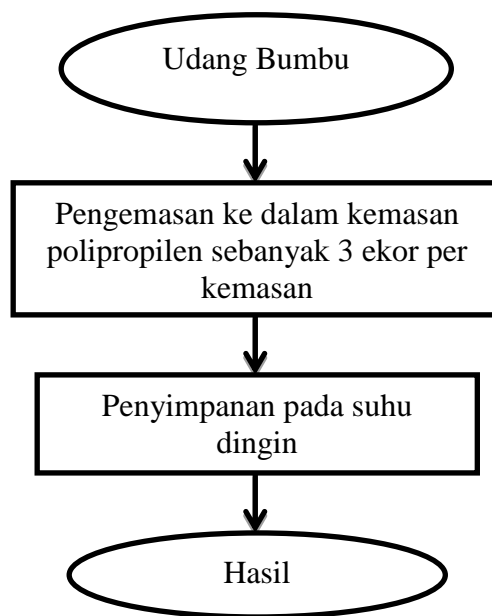 Udang Bumbu
Pengemasan ke dalam kemasan
polipropilen sebanyak 3 ekor per
kemasan
Penyimpanan pada suhu
dingin
Hasil